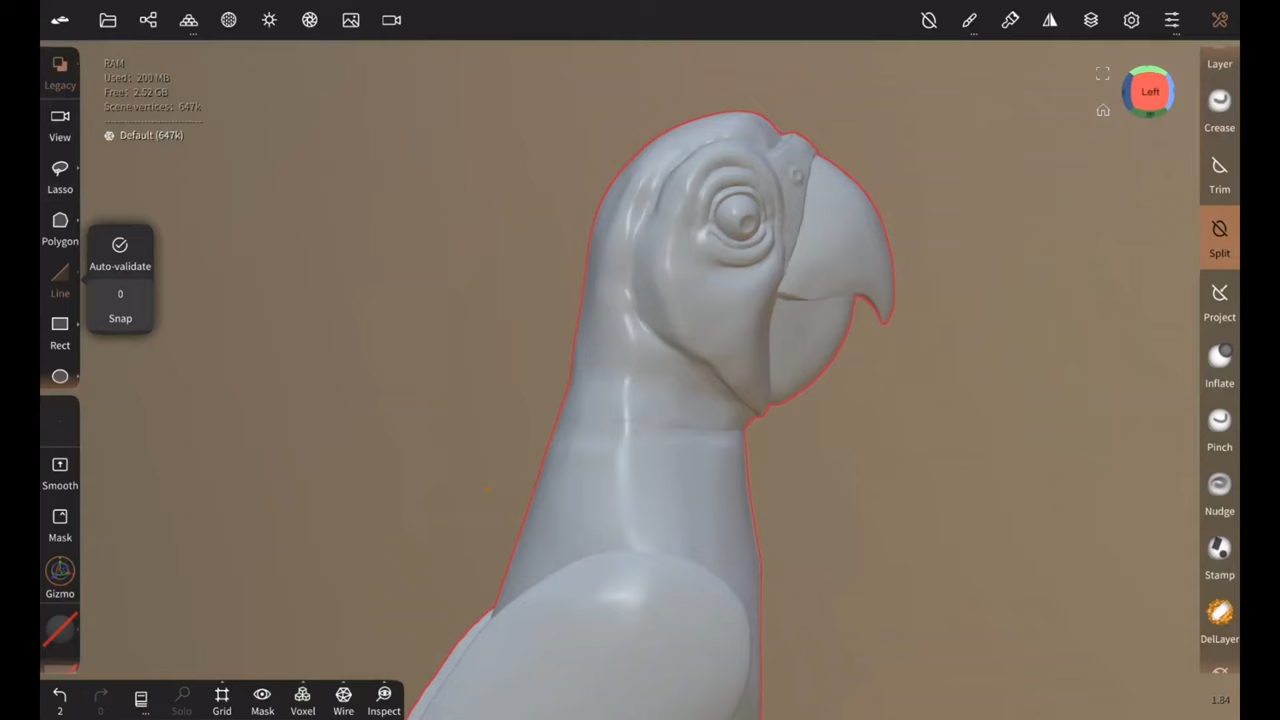 RAM
Used: 200 MB
Free: 2.52 GB
Scene vertices: 647k
Default (647k)
Legacy
View
Lasso
Polygon
Line
Rect
Auto-validate
0
Snap
Smooth
Mask
Gizmo
2
0
...
Solo
Grid
Mask
Voxel
Wire
Inspect
Left
Layer
Crease
Trim
Split
Project
Inflate
Pinch
Nudge
Stamp
DelLayer
1.84